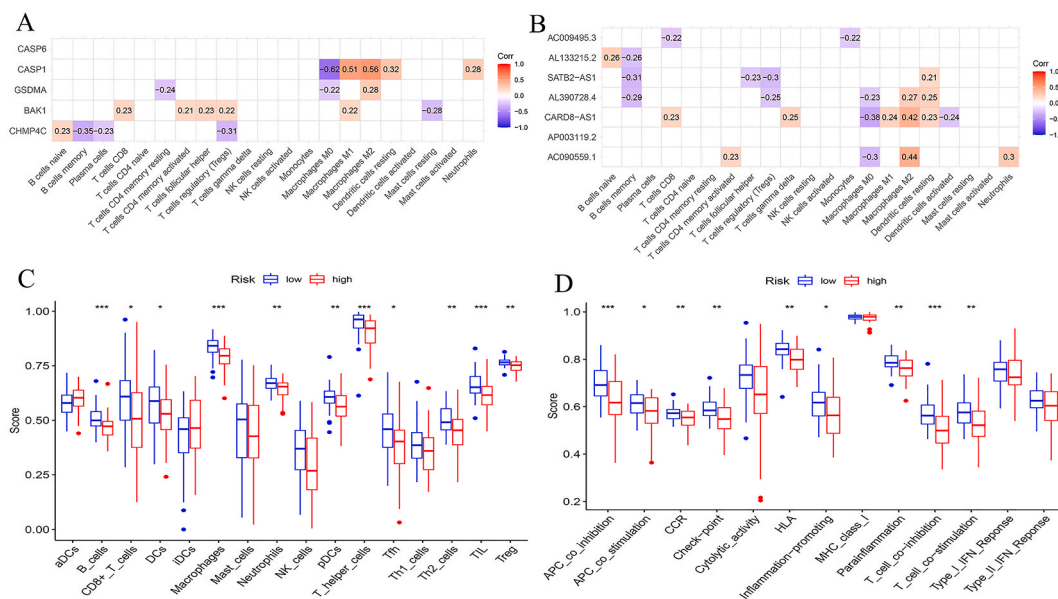 A
CASP6
CASP1
GSDMA
BAK1
CHMP4C
-0.62 0.51 0.56 0.32 0.28
-0.24 -0.22 0.28
0.23 0.21 0.23 0.22 0.22 -0.28
0.23 -0.35 -0.23 -0.31
Corr
1.0
0.5
0.0
-0.5
-1.0
B cells naive
B cells memory
Plasma cells
T cells CD8
T cells CD4 naive
T cells CD4 memory resting
T cells CD4 memory activated
T cells follicular helper
T cells regulatory (Tregs)
T cells gamma delta
NK cells resting
NK cells activated
Monocytes
Macrophages M0
Macrophages M1
Macrophages M2
Dendritic cells resting
Dendritic cells activated
Mast cells resting
Mast cells activated
Neutrophils
B
AC009495.3
AL133215.2
SATB2-AS1
AL390728.4
CARD8-AS1
AP003119.2
AC090559.1
-0.22 -0.22
0.26 -0.26
-0.31 -0.23 -0.3 0.21
-0.29 -0.25 -0.23 0.27 0.25
0.23 0.25 -0.38 0.24 0.42 0.23 -0.24
0.23 -0.3 0.44 0.3
Corr
1.0
0.5
0.0
-0.5
-1.0
B cells naive
B cells memory
Plasma cells
T cells CD8
T cells CD4 naive
T cells CD4 memory resting
T cells CD4 memory activated
T cells follicular helper
T cells regulatory (Tregs)
T cells gamma delta
NK cells resting
NK cells activated
Monocytes
Macrophages M0
Macrophages M1
Macrophages M2
Dendritic cells resting
Dendritic cells activated
Mast cells resting
Mast cells activated
Neutrophils
C
Risk low high
*** * * *** ** ** *** * ** *** **
1.00
0.75
0.50
0.25
0.00
Score
aDCs
B_cells
CD8+_T_cells
DCs
iDCs
Macrophages
Mast_cells
Neutrophils
NK_cells
pDCs
T_helper_cells
Tfh
Th1_cells
Th2_cells
TIL
Treg
D
Risk low high
*** * ** ** ** * ** *** **
1.0
0.8
0.6
0.4
0.2
Score
APC_co_inhibition
APC_co_stimulation
CCR
Check-point
Cytolytic_activity
HLA
Inflammation-promoting
MHC_class_I
Parainflammation
T_cell_co-inhibition
T_cell_co-stimulation
Type_I_IFN_Reponse
Type_II_IFN_Reponse